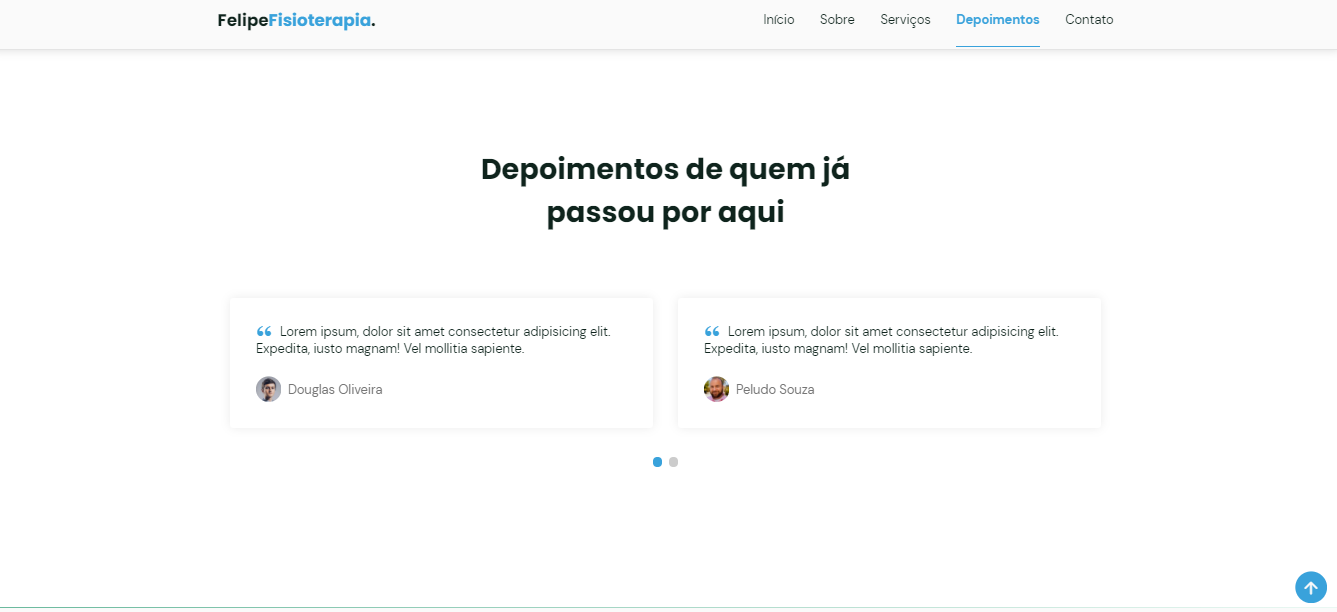 FelipeFisioterapia.
Início Sobre Serviços Depoimentos Contato
Depoimentos de quem já
passou por aqui
“ Lorem ipsum, dolor sit amet consectetur adipisicing elit.
Expedita, iusto magnam! Vel mollitia sapiente.
Douglas Oliveira
“ Lorem ipsum, dolor sit amet consectetur adipisicing elit.
Expedita, iusto magnam! Vel mollitia sapiente.
Peludo Souza